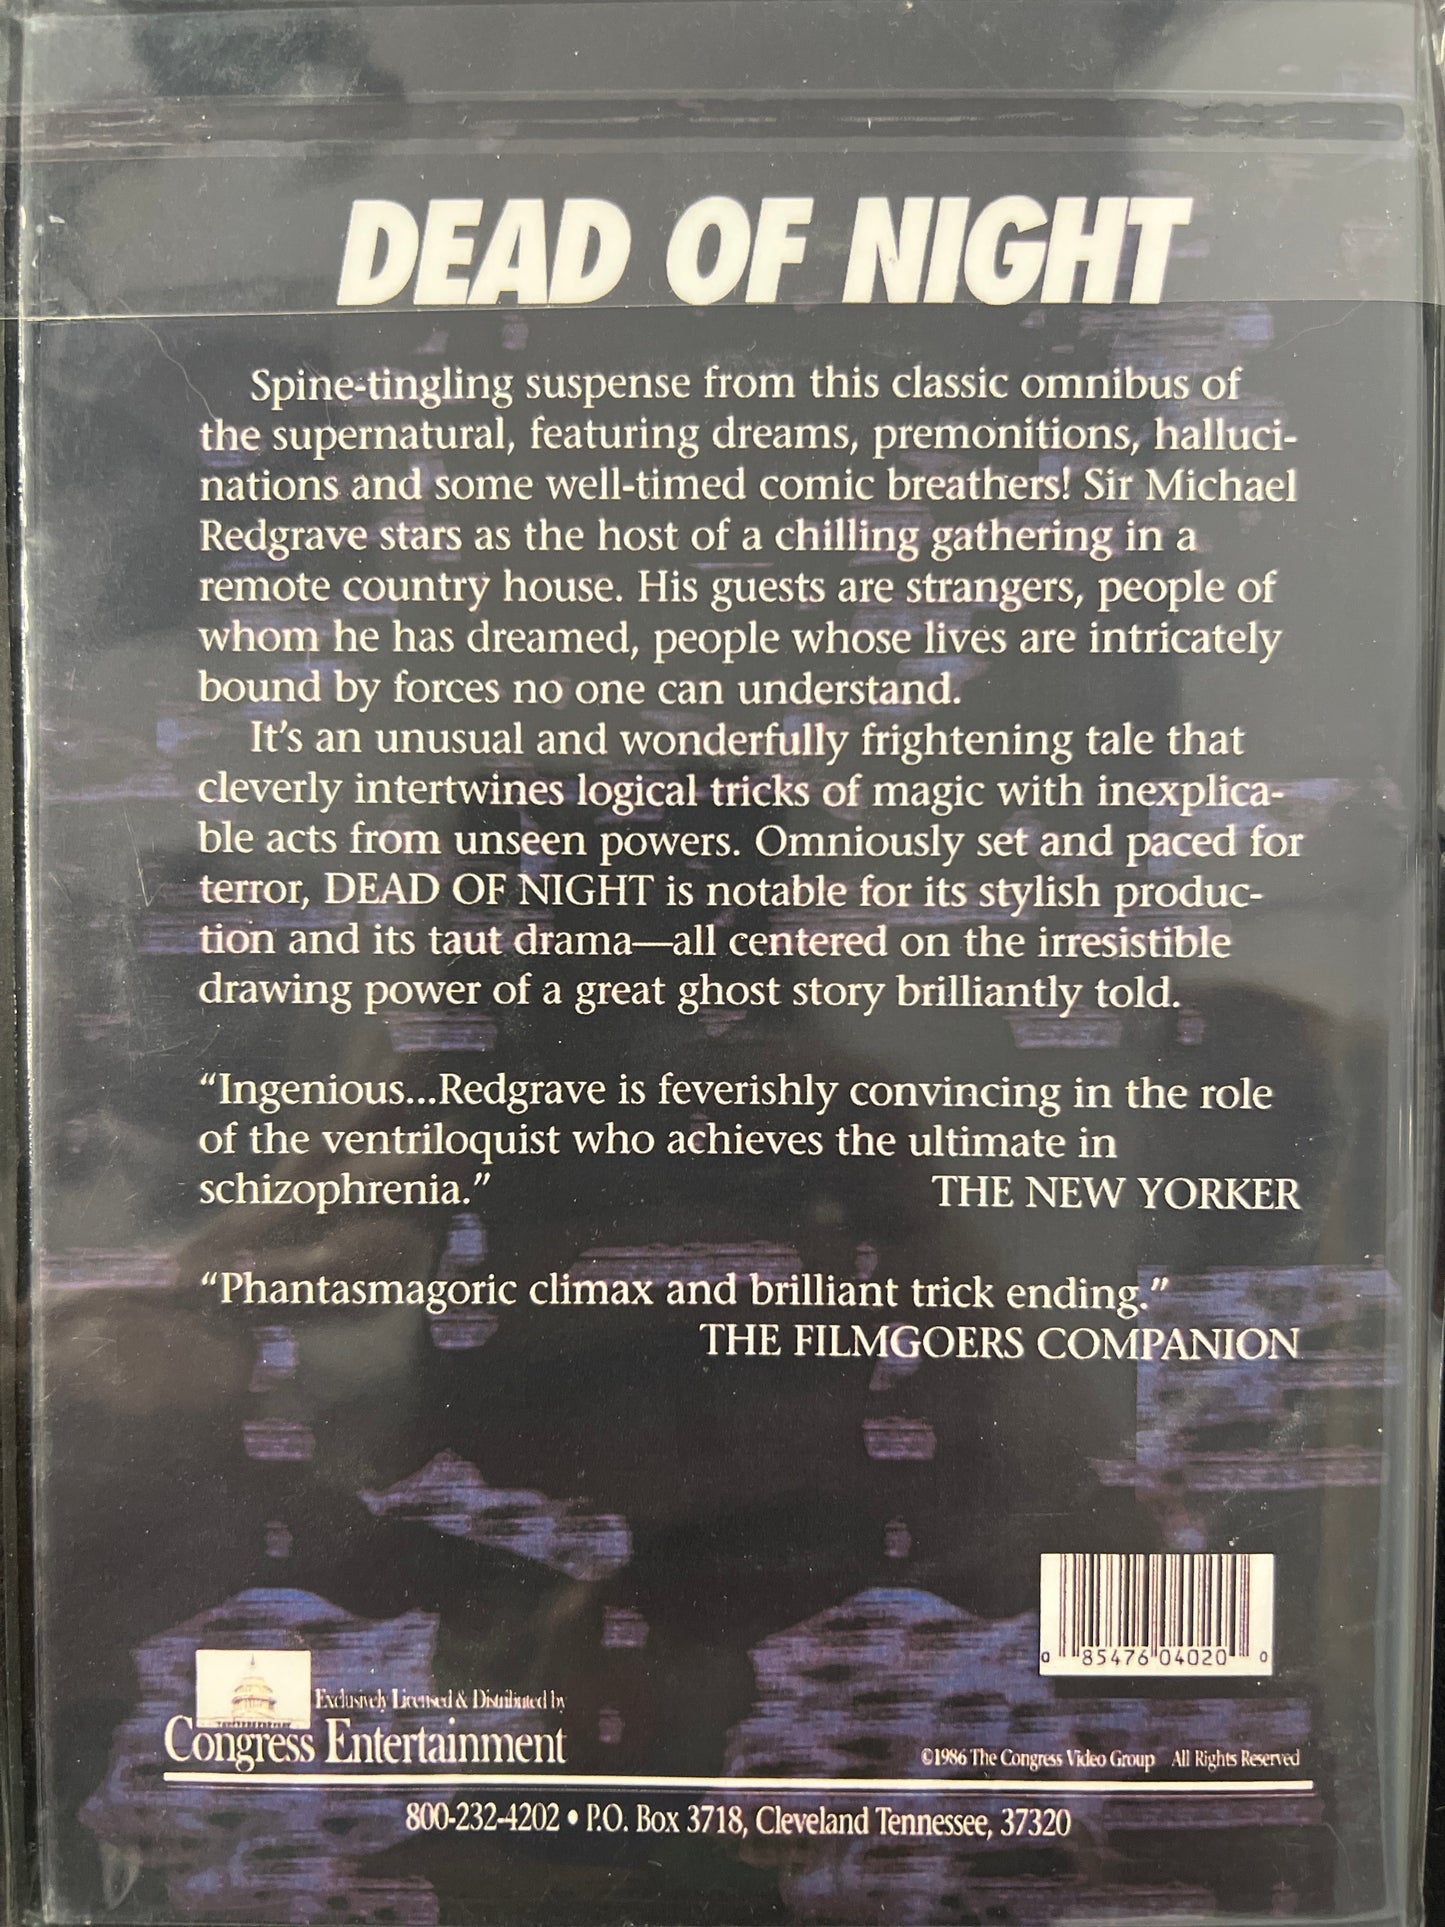 DEAD OF NIGHT
Spine-tingling suspense from this classic omnibus of
the supernatural, featuring dreams, premonitions, halluci-
nations and some well-timed comic breathers! Sir Michael
Redgrave stars as the host of a chilling gathering in a
remote country house. His guests are strangers, people of
whom he has dreamed, people whose lives are intricately
bound by forces no one can understand.
It's an unusual and wonderfully frightening tale that
cleverly intertwines logical tricks of magic with inexplica-
ble acts from unseen powers. Omniously set and paced for
terror, DEAD OF NIGHT is notable for its stylish produc-
tion and its taut drama—all centered on the irresistible
drawing power of a great ghost story brilliantly told.
“Ingenious...Redgrave is feverishly convincing in the role
of the ventriloquist who achieves the ultimate in
schizophrenia.” THE NEW YORKER
“Phantasmagoric climax and brilliant trick ending.”
THE FILMGOERS COMPANION
0 85476 04020 0
Exclusively Licensed & Distributed by
Congress Entertainment
©1986 The Congress Video Group All Rights Reserved
800-232-4202 • P.O. Box 3718, Cleveland Tennessee, 37320